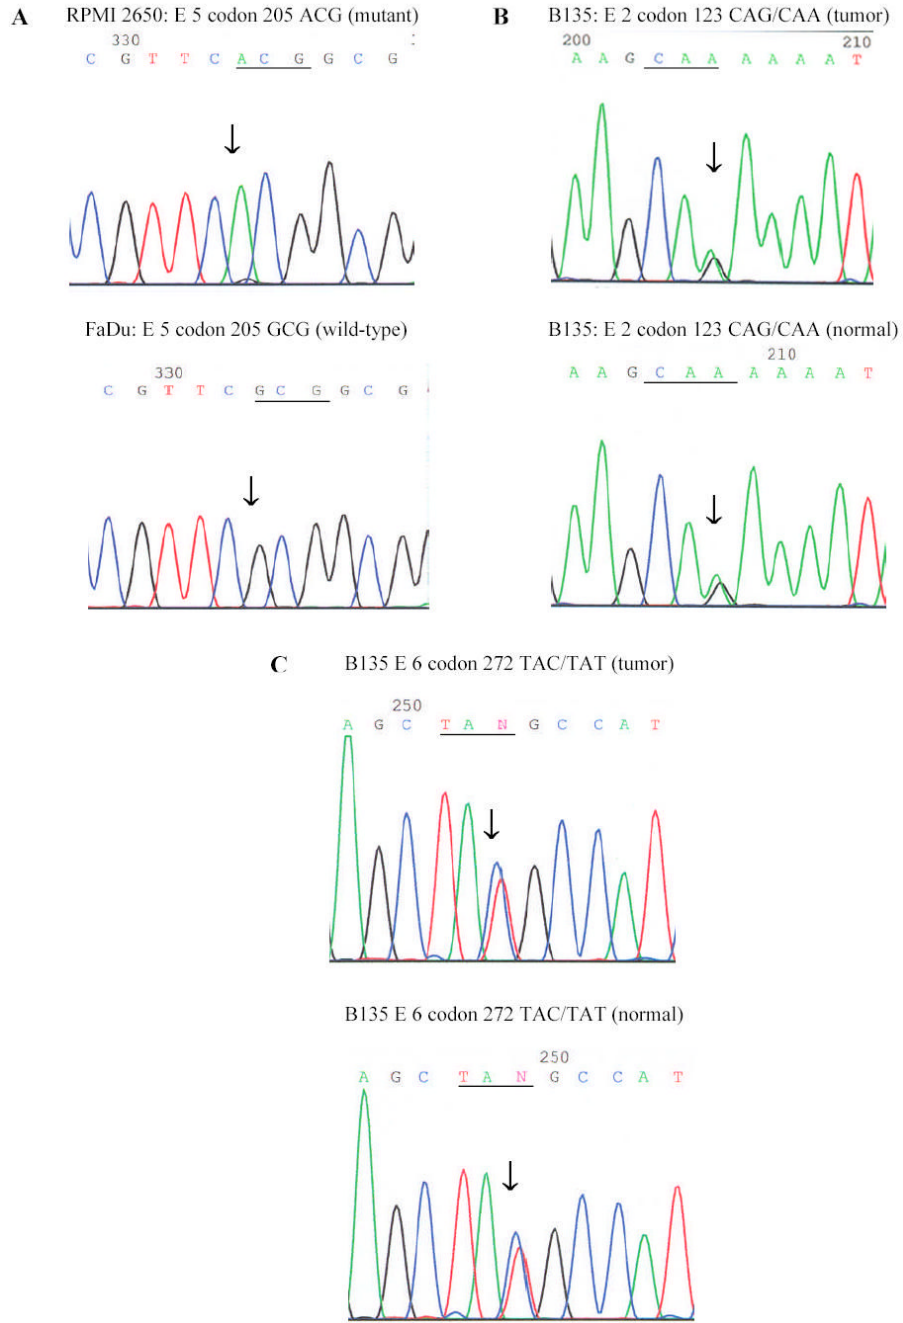 A
RPMI 2650: E 5 codon 205 ACG (mutant)
330
C G T T C A C G G C G
FaDu: E 5 codon 205 GCG (wild-type)
330
C G T T C G C G G C G
B
B135: E 2 codon 123 CAG/CAA (tumor)
200 210
A A G C A A A A A A T
B135: E 2 codon 123 CAG/CAA (normal)
210
A A G C A A A A A A T
C
B135 E 6 codon 272 TAC/TAT (tumor)
250
A G C T A N G C C A T
B135 E 6 codon 272 TAC/TAT (normal)
250
A G C T A N G C C A T